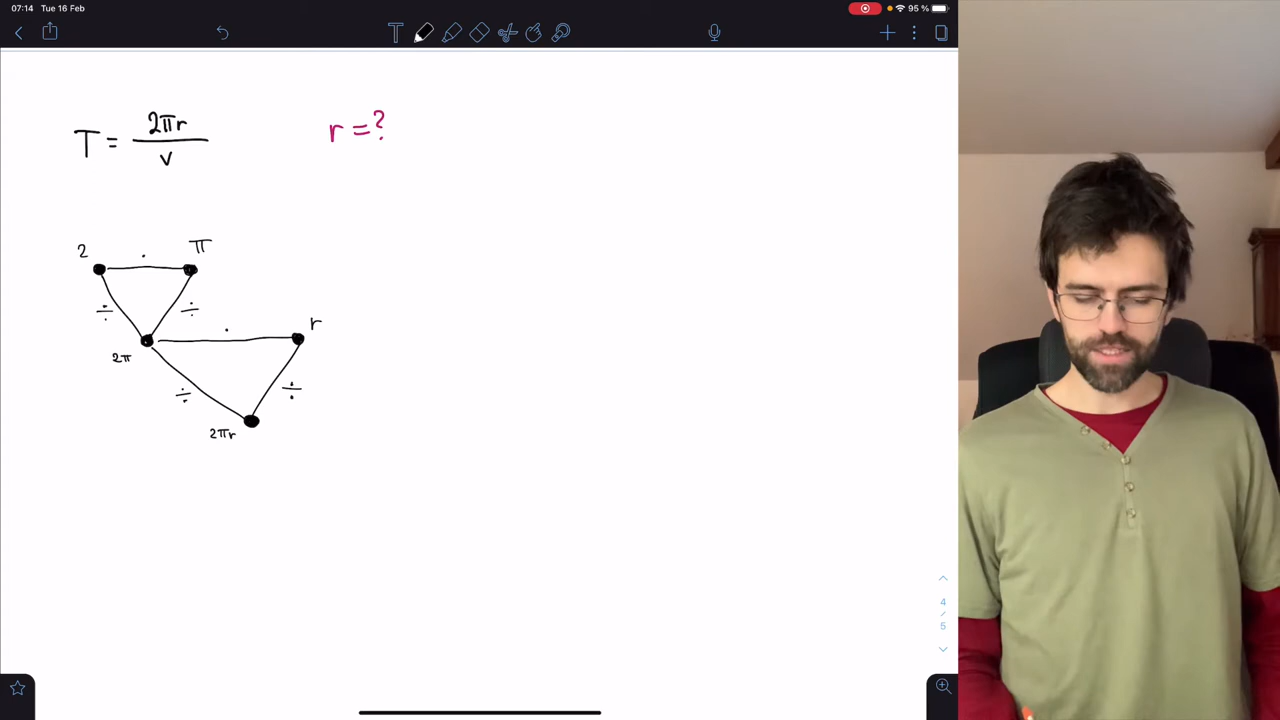 07:14 Tue 16 Feb
95 %
T
T = 2πr / v
r = ?
2 · π
÷ ÷
· r
2π
÷ ÷
2πr
4
/
5